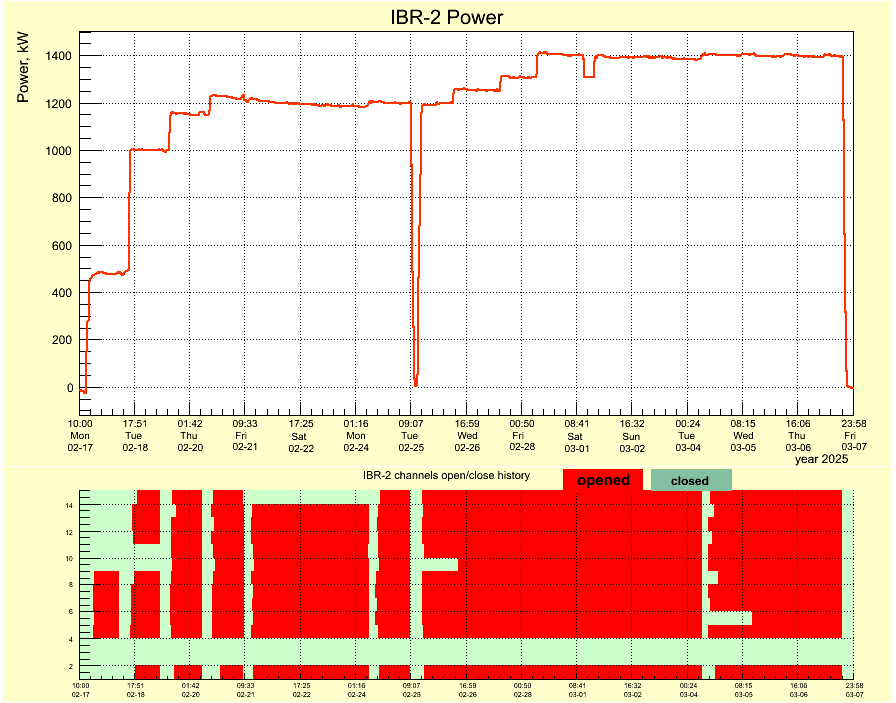 IBR-2 Power
Power, kW
1400
1200
1000
800
600
400
200
0
10:00 17:51 01:42 09:33 17:25 01:16 09:07 16:59 00:50 08:41 16:32 00:24 08:15 16:06 23:58
Mon Tue Thu Fri Sat Mon Tue Wed Fri Sat Sun Tue Wed Thu Fri
02-17 02-18 02-20 02-21 02-22 02-24 02-25 02-26 02-28 03-01 03-02 03-04 03-05 03-06 03-07
year 2025
IBR-2 channels open/close history
opened
closed
14
12
10
8
6
4
2
10:00 17:51 01:42 09:33 17:25 01:16 09:07 16:59 00:50 08:41 16:32 00:24 08:15 16:06 23:58
02-17 02-18 02-20 02-21 02-22 02-24 02-25 02-26 02-28 03-01 03-02 03-04 03-05 03-06 03-07